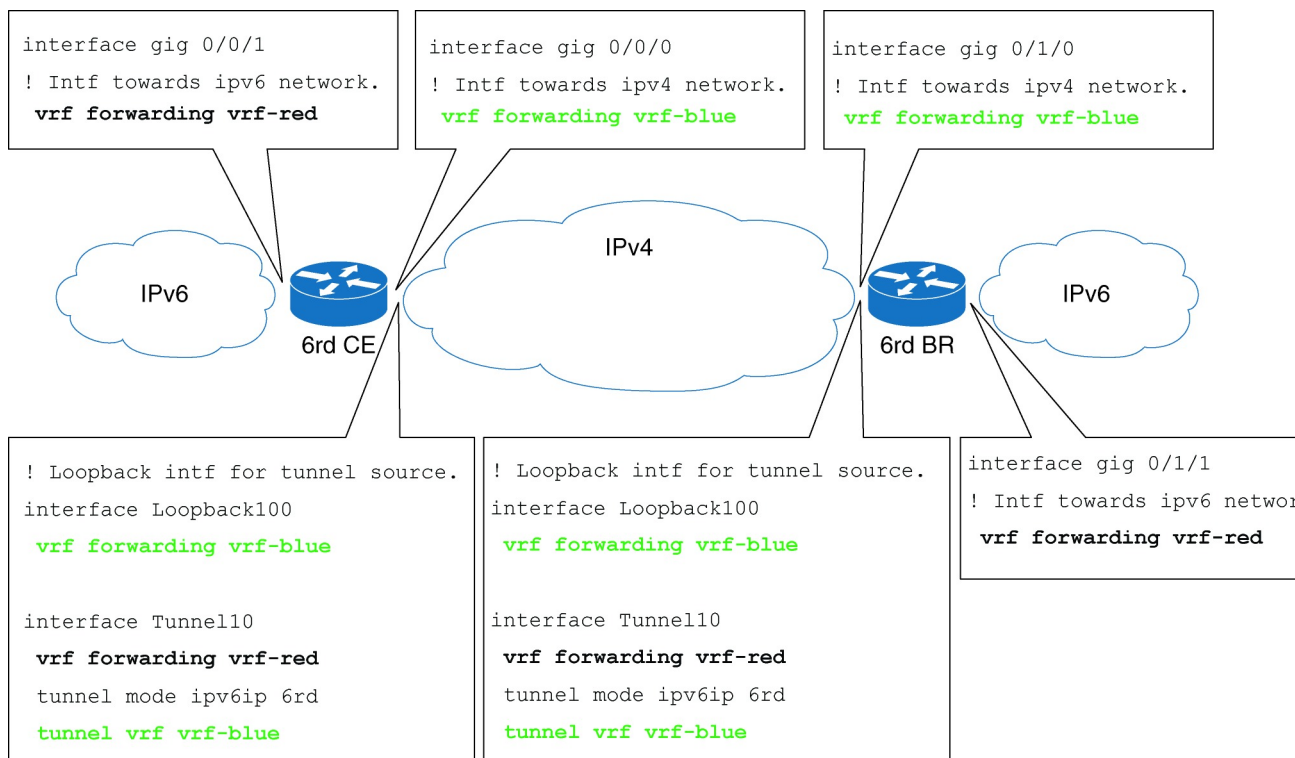 interface gig 0/0/1
! Intf towards ipv6 network.
vrf forwarding vrf-red
interface gig 0/0/0
! Intf towards ipv4 network.
vrf forwarding vrf-blue
interface gig 0/1/0
! Intf towards ipv4 network.
vrf forwarding vrf-blue
IPv6
6rd CE
IPv4
6rd BR
IPv6
! Loopback intf for tunnel source.
interface Loopback100
vrf forwarding vrf-blue
interface Tunnel10
vrf forwarding vrf-red
tunnel mode ipv6ip 6rd
tunnel vrf vrf-blue
! Loopback intf for tunnel source.
interface Loopback100
vrf forwarding vrf-blue
interface Tunnel10
vrf forwarding vrf-red
tunnel mode ipv6ip 6rd
tunnel vrf vrf-blue
interface gig 0/1/1
! Intf towards ipv6 networ
vrf forwarding vrf-red